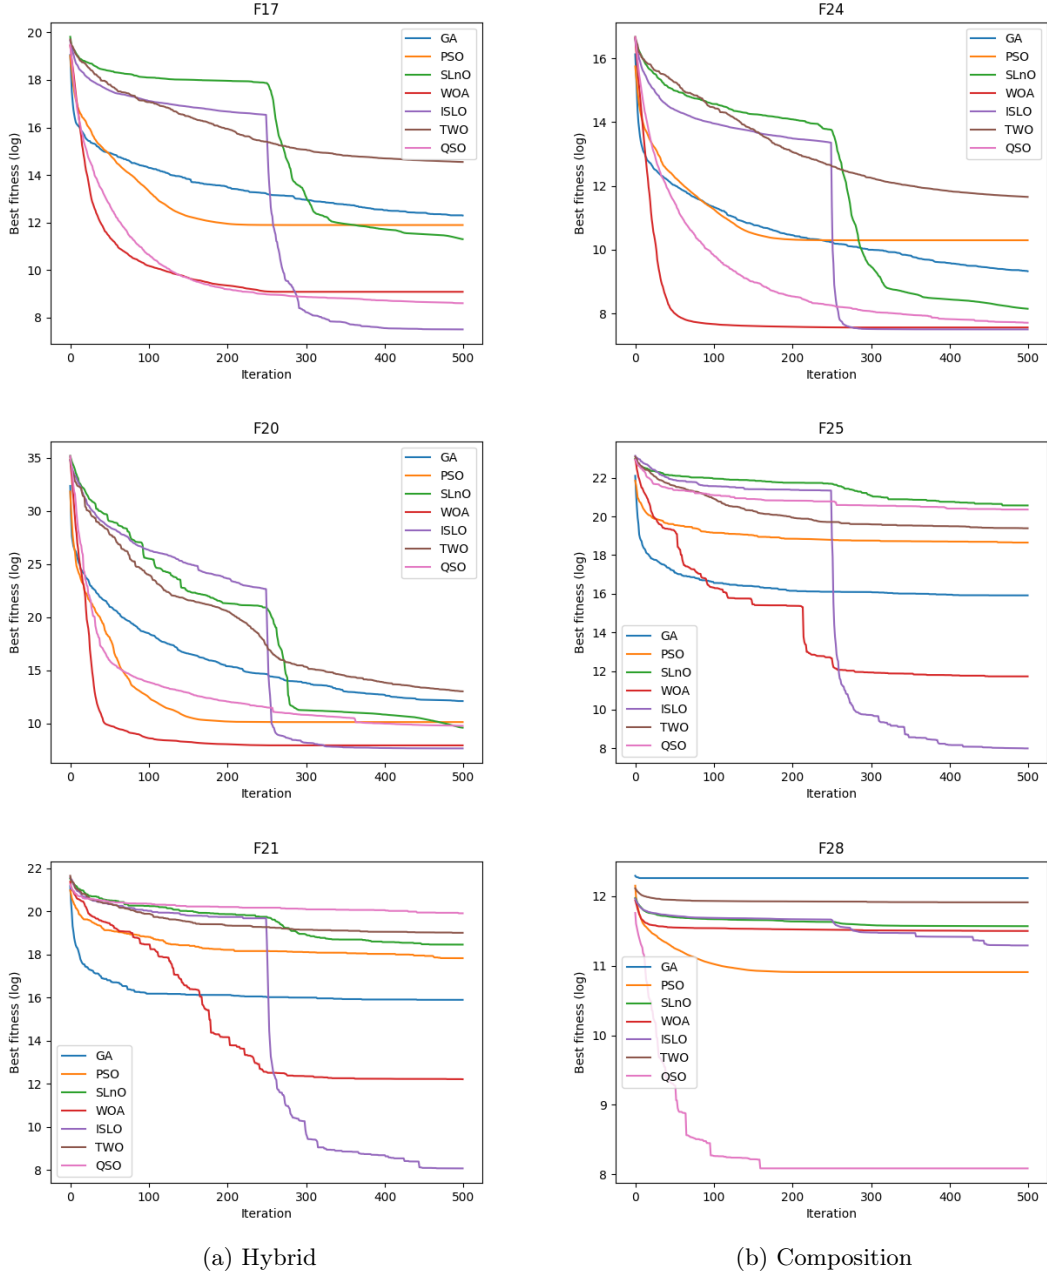 F17
Best fitness (log)
20
18
16
14
12
10
8
GA
PSO
SLnO
WOA
ISLO
TWO
QSO
0 100 200 300 400 500
Iteration
F24
Best fitness (log)
16
14
12
10
8
GA
PSO
SLnO
WOA
ISLO
TWO
QSO
0 100 200 300 400 500
Iteration
F20
Best fitness (log)
35
30
25
20
15
10
GA
PSO
SLnO
WOA
ISLO
TWO
QSO
0 100 200 300 400 500
Iteration
F25
Best fitness (log)
22
20
18
16
14
12
10
8
GA
PSO
SLnO
WOA
ISLO
TWO
QSO
0 100 200 300 400 500
Iteration
F21
Best fitness (log)
22
20
18
16
14
12
10
8
GA
PSO
SLnO
WOA
ISLO
TWO
QSO
0 100 200 300 400 500
Iteration
F28
Best fitness (log)
12
11
10
9
8
GA
PSO
SLnO
WOA
ISLO
TWO
QSO
0 100 200 300 400 500
Iteration
(a) Hybrid
(b) Composition